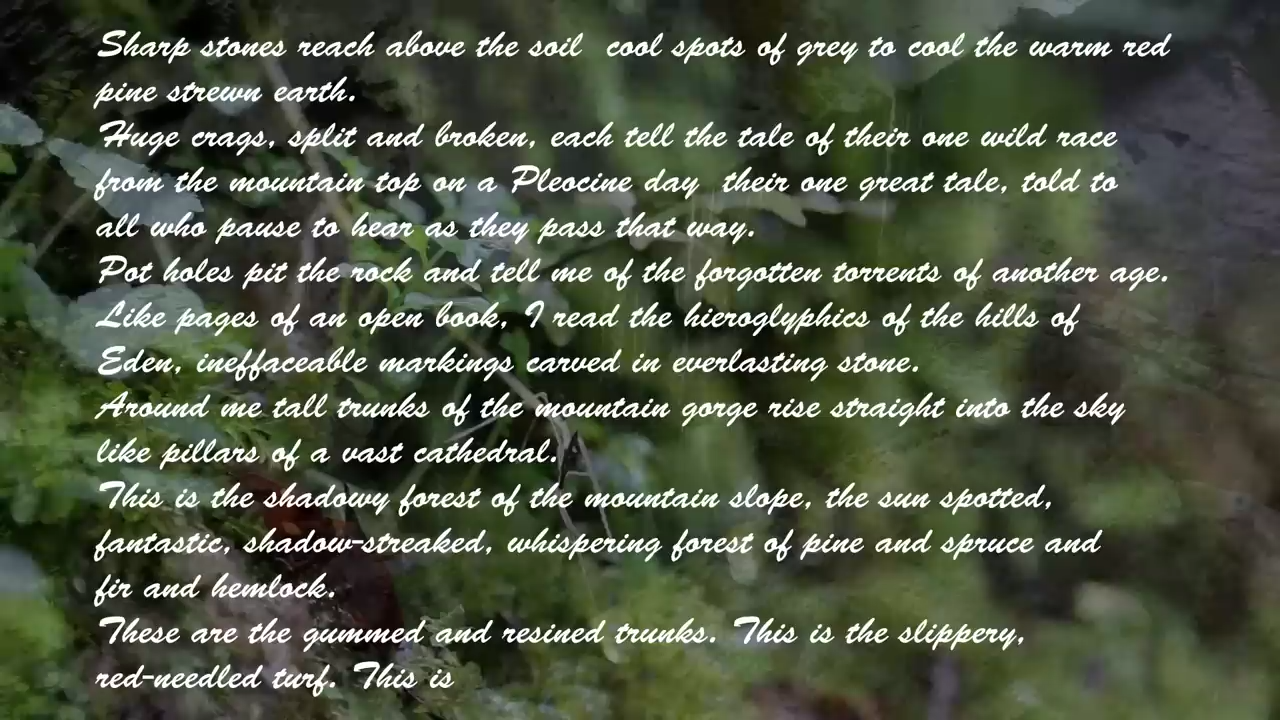 Sharp stones reach above the soil  cool spots of grey to cool the warm red
pine strewn earth.
Huge crags, split and broken, each tell the tale of their one wild race
from the mountain top on a Pleocine day  their one great tale, told to
all who pause to hear as they pass that way.
Pot holes pit the rock and tell me of the forgotten torrents of another age.
Like pages of an open book, I read the hieroglyphics of the hills of
Eden, ineffaceable markings carved in everlasting stone.
Around me tall trunks of the mountain gorge rise straight into the sky
like pillars of a vast cathedral.
This is the shadowy forest of the mountain slope, the sun spotted,
fantastic, shadow-streaked, whispering forest of pine and spruce and
fir and hemlock.
These are the gummed and resined trunks. This is the slippery,
red-needled turf. This is